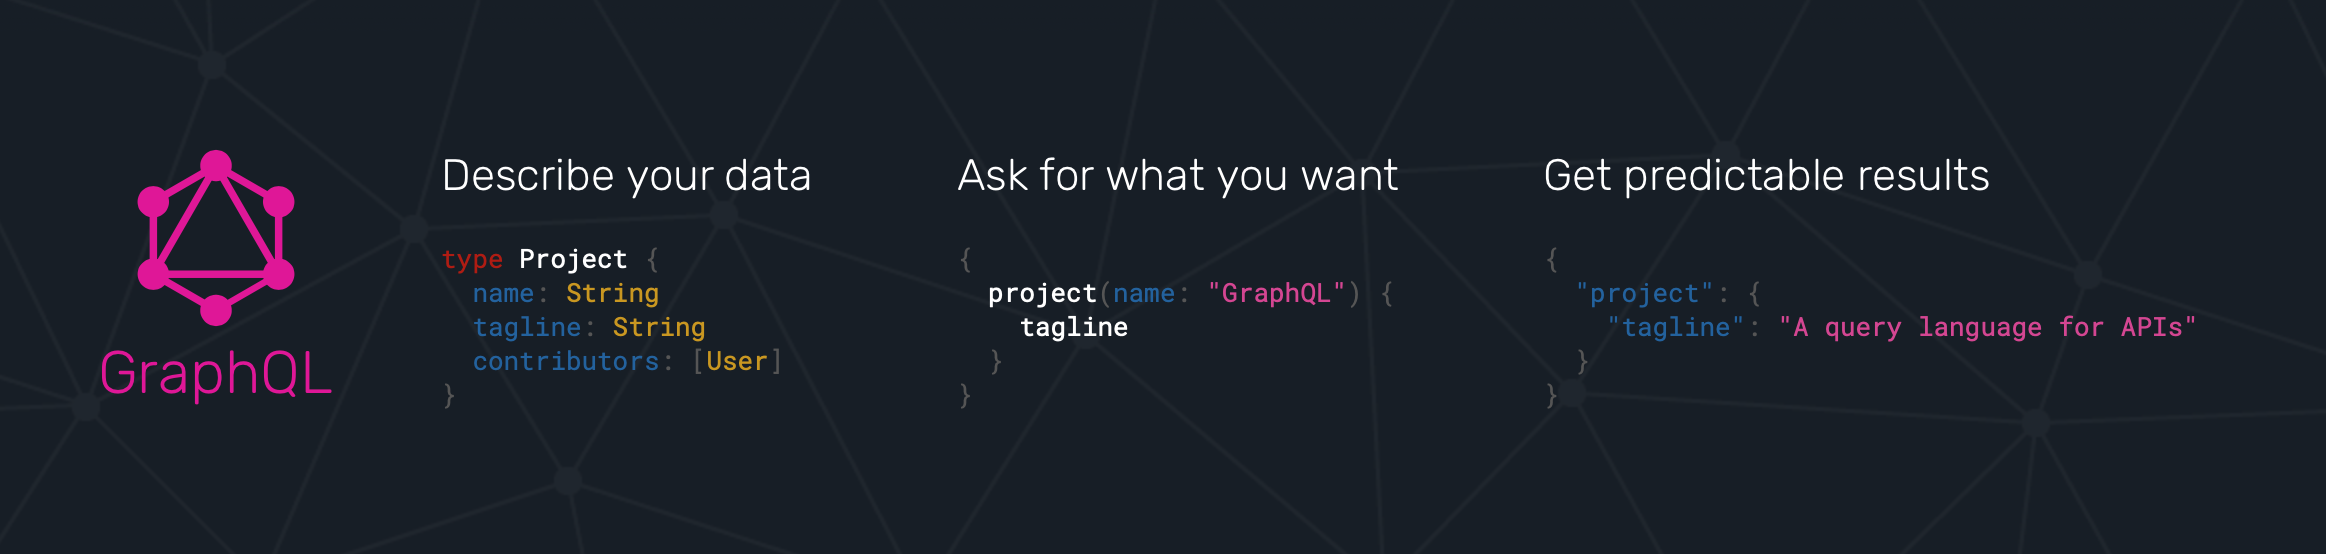 GraphQL
Describe your data
type Project {
  name: String
  tagline: String
  contributors: [User]
}
Ask for what you want
{
  project(name: "GraphQL") {
    tagline
  }
}
Get predictable results
{
  "project": {
    "tagline": "A query language for APIs"
  }
}